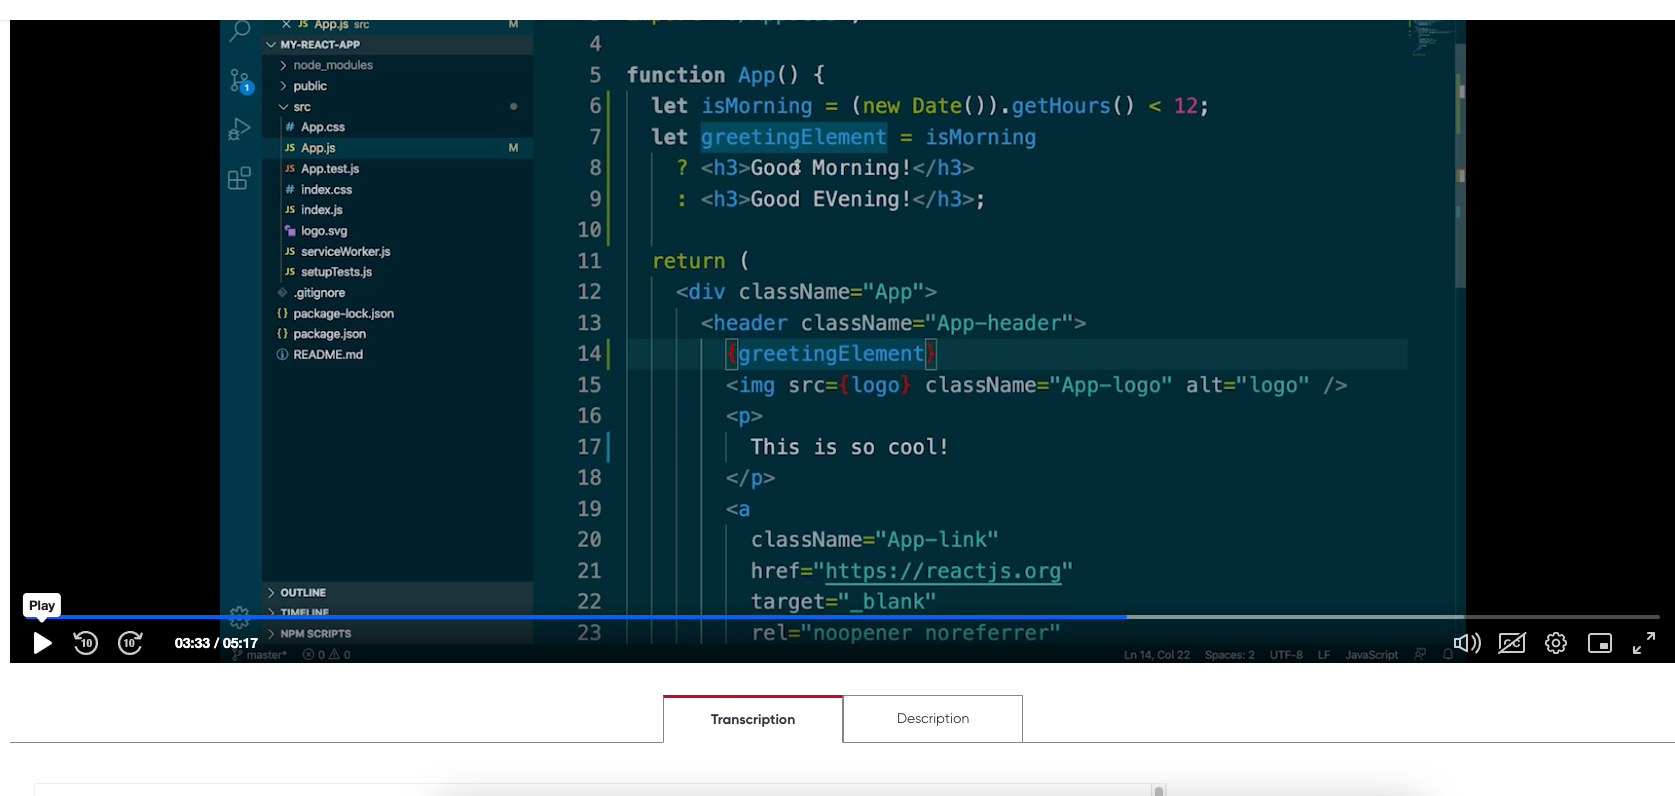 App.js src M
MY-REACT-APP
node_modules
public
src
# App.css
JS App.js M
JS App.test.js
# index.css
JS index.js
logo.svg
JS serviceWorker.js
JS setupTests.js
.gitignore
{} package-lock.json
{} package.json
README.md
OUTLINE
TIMELINE
NPM SCRIPTS
1
4
5 function App() {
6 let isMorning = (new Date()).getHours() < 12;
7 let greetingElement = isMorning
8 ? <h3>Good Morning!</h3>
9 : <h3>Good EVening!</h3>;
10
11 return (
12 <div className="App">
13 <header className="App-header">
14 {greetingElement}
15 <img src={logo} className="App-logo" alt="logo" />
16 <p>
17 This is so cool!
18 </p>
19 <a
20 className="App-link"
21 href="https://reactjs.org"
22 target="_blank"
23 rel="noopener noreferrer"
Play
10 10 03:33 / 05:17
master* 0 0 Ln 14, Col 22 Spaces: 2 UTF-8 LF JavaScript
Transcription Description